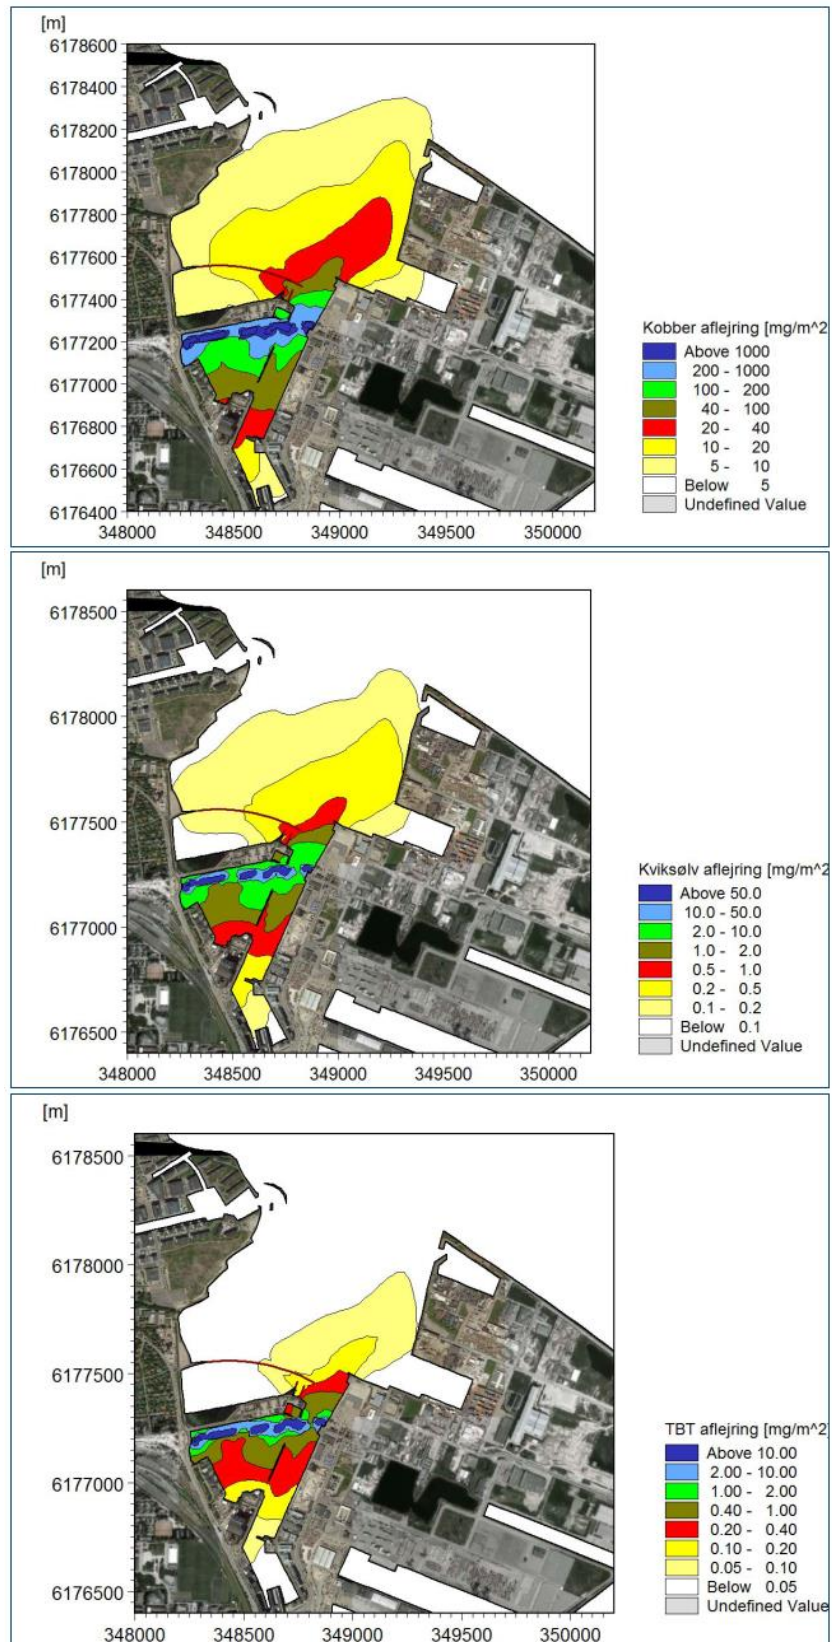 [m]
6178600
6178400
6178200
6178000
6177800
6177600
6177400
6177200
6177000
6176800
6176600
6176400
348000 348500 349000 349500 350000
Kobber aflejring [mg/m^2
Above 1000
200 - 1000
100 - 200
40 - 100
20 - 40
10 - 20
5 - 10
Below 5
Undefined Value
[m]
6178500
6178000
6177500
6177000
6176500
348000 348500 349000 349500 350000
Kviksølv aflejring [mg/m^2
Above 50.0
10.0 - 50.0
2.0 - 10.0
1.0 - 2.0
0.5 - 1.0
0.2 - 0.5
0.1 - 0.2
Below 0.1
Undefined Value
[m]
6178500
6178000
6177500
6177000
6176500
348000 348500 349000 349500 350000
TBT aflejring [mg/m^2
Above 10.00
2.00 - 10.00
1.00 - 2.00
0.40 - 1.00
0.20 - 0.40
0.10 - 0.20
0.05 - 0.10
Below 0.05
Undefined Value